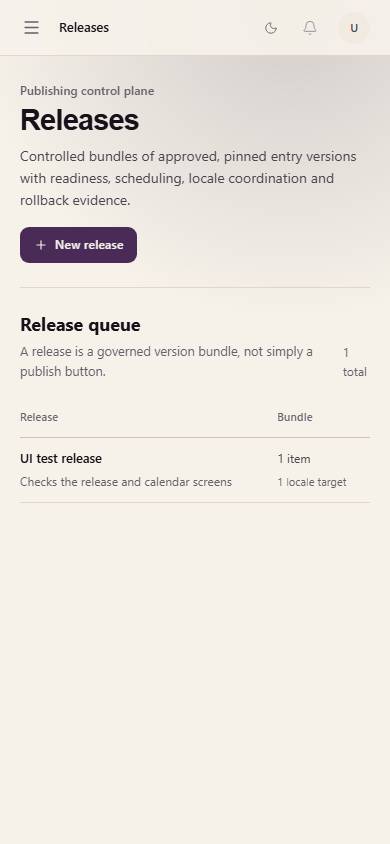 Releases
U
Publishing control plane
Releases
Controlled bundles of approved, pinned entry versions
with readiness, scheduling, locale coordination and
rollback evidence.
New release
Release queue
A release is a governed version bundle, not simply a
publish button.
1
total
Release Bundle
UI test release 1 item
Checks the release and calendar screens 1 locale target